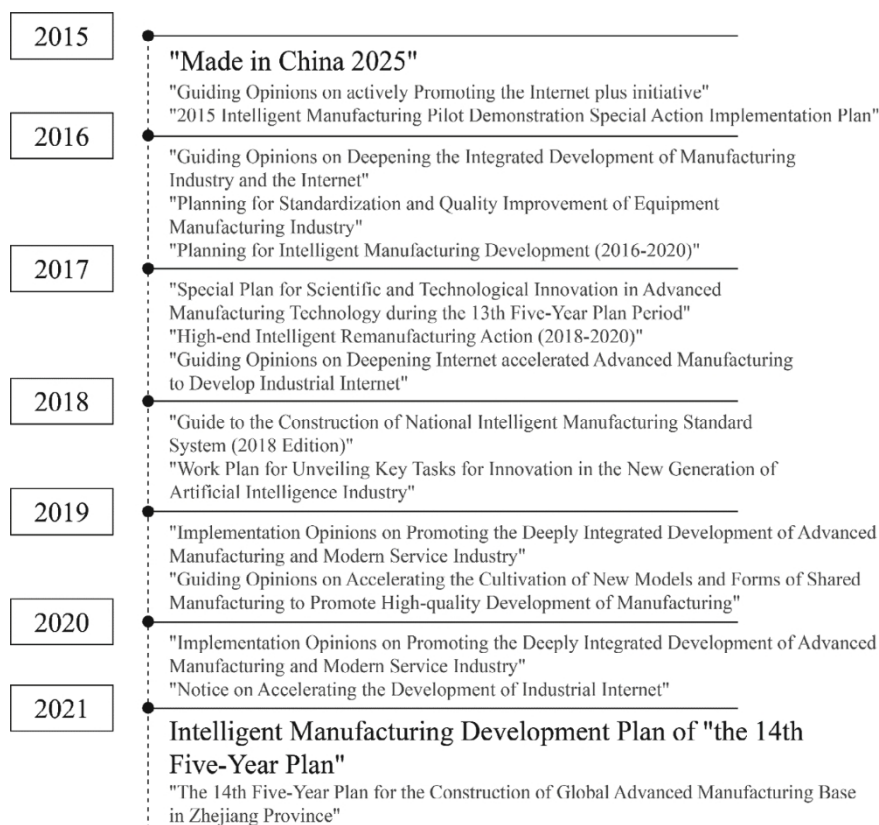 2015
"Made in China 2025"
"Guiding Opinions on actively Promoting the Internet plus initiative"
"2015 Intelligent Manufacturing Pilot Demonstration Special Action Implementation Plan"
2016
"Guiding Opinions on Deepening the Integrated Development of Manufacturing
Industry and the Internet"
"Planning for Standardization and Quality Improvement of Equipment
Manufacturing Industry"
"Planning for Intelligent Manufacturing Development (2016-2020)"
2017
"Special Plan for Scientific and Technological Innovation in Advanced
Manufacturing Technology during the 13th Five-Year Plan Period"
"High-end Intelligent Remanufacturing Action (2018-2020)"
"Guiding Opinions on Deepening Internet accelerated Advanced Manufacturing
to Develop Industrial Internet"
2018
"Guide to the Construction of National Intelligent Manufacturing Standard
System (2018 Edition)"
"Work Plan for Unveiling Key Tasks for Innovation in the New Generation of
Artificial Intelligence Industry"
2019
"Implementation Opinions on Promoting the Deeply Integrated Development of Advanced
Manufacturing and Modern Service Industry"
"Guiding Opinions on Accelerating the Cultivation of New Models and Forms of Shared
Manufacturing to Promote High-quality Development of Manufacturing"
2020
"Implementation Opinions on Promoting the Deeply Integrated Development of Advanced
Manufacturing and Modern Service Industry"
"Notice on Accelerating the Development of Industrial Internet"
2021
Intelligent Manufacturing Development Plan of "the 14th
Five-Year Plan"
"The 14th Five-Year Plan for the Construction of Global Advanced Manufacturing Base
in Zhejiang Province"